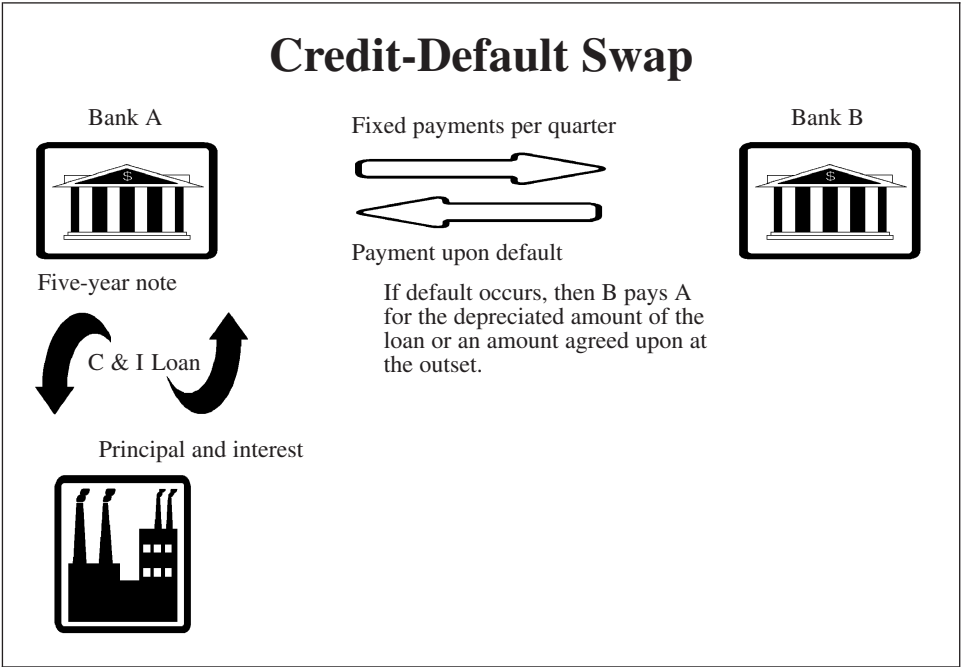 Credit-Default Swap
Bank A
Fixed payments per quarter
Bank B
$
$
Payment upon default
Five-year note
If default occurs, then B pays A
for the depreciated amount of the
loan or an amount agreed upon at
the outset.
C & I Loan
Principal and interest